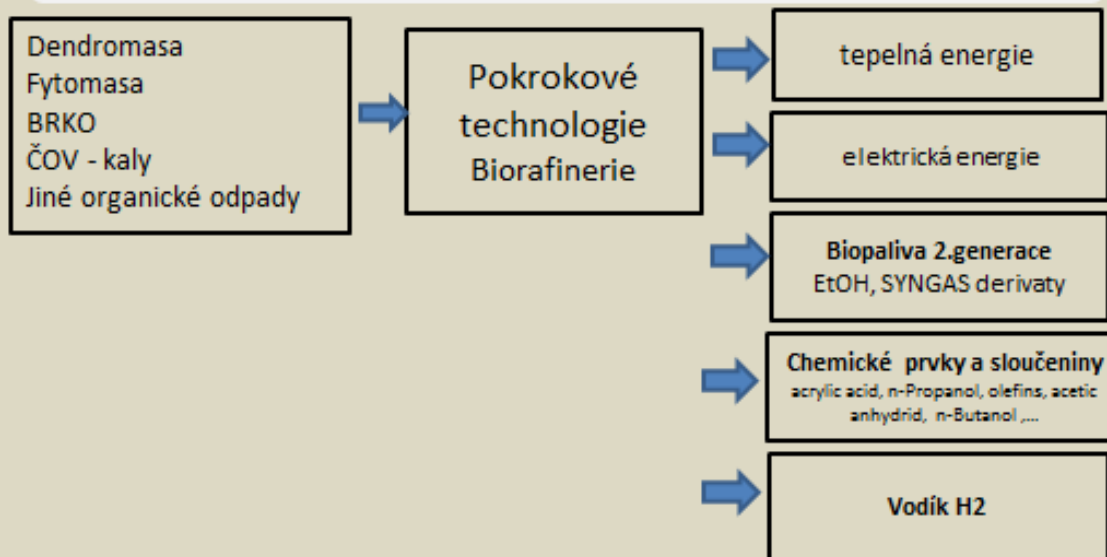 Dendromasa
Fytomasa
BRKO
ČOV - kaly
Jiné organické odpady
Pokrokové
technologie
Biorafinerie
tepelná energie
elektrická energie
Biopaliva 2.generace
EtOH, SYNGAS derivaty
Chemické prvky a sloučeniny
acrylic acid, n-Propanol, olefins, acetic
anhydrid, n-Butanol ,...
Vodík H2